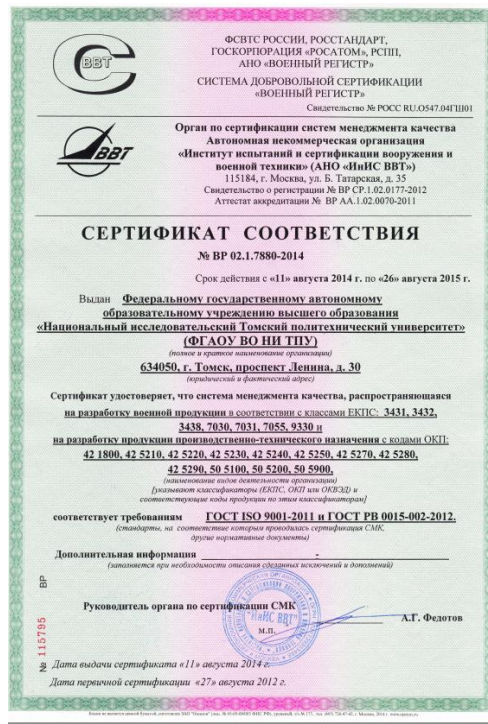 ФСВТС РОССИИ, РОССТАНДАРТ,
ГОСКОРПОРАЦИЯ «РОСАТОМ», РСПП,
АНО «ВОЕННЫЙ РЕГИСТР»
СИСТЕМА ДОБРОВОЛЬНОЙ СЕРТИФИКАЦИИ
«ВОЕННЫЙ РЕГИСТР»
Свидетельство № РОСС RU.О547.04ГШ01
ВВТ
ВВТ
Орган по сертификации систем менеджмента качества
Автономная некоммерческая организация
«Институт испытаний и сертификации вооружения и
военной техники» (АНО «ИнИС ВВТ»)
115184, г. Москва, ул. Б. Татарская, д. 35
Свидетельство о регистрации № ВР СР.1.02.0177-2012
Аттестат аккредитации № ВР АА.1.02.0070-2011
СЕРТИФИКАТ СООТВЕТСТВИЯ
№ ВР 02.1.7880-2014
Срок действия с «11» августа 2014 г. по «26» августа 2015 г.
Выдан Федеральному государственному автономному
образовательному учреждению высшего образования
«Национальный исследовательский Томский политехнический университет»
(ФГАОУ ВО НИ ТПУ)
(полное и краткое наименование организации)
634050, г. Томск, проспект Ленина, д. 30
(юридический и фактический адрес)
Сертификат удостоверяет, что система менеджмента качества, распространяющаяся
на разработку военной продукции в соответствии с классами ЕКПС: 3431, 3432,
3438, 7030, 7031, 7055, 9330 и
на разработку продукции производственно-технического назначения с кодами ОКП:
42 1800, 42 5210, 42 5220, 42 5230, 42 5240, 42 5250, 42 5270, 42 5280,
42 5290, 50 5100, 50 5200, 50 5900,
(наименование видов деятельности организации)
[указывают классификаторы (ЕКПС, ОКП или ОКВЭД) и
соответствующие коды продукции по этим классификаторам]
соответствует требованиям ГОСТ ISO 9001-2011 и ГОСТ РВ 0015-002-2012.
(стандарты, на соответствие которым проводилась сертификация СМК,
другие нормативные документы)
Дополнительная информация -
(заполняется при необходимости описания сделанных исключений и дополнений)
Руководитель органа по сертификации СМК
А.Г. Федотов
"ИнИС ВВТ"
М.П.
№ 115795 ВР
Дата выдачи сертификата «11» августа 2014 г.
Дата первичной сертификации «27» августа 2012 г.